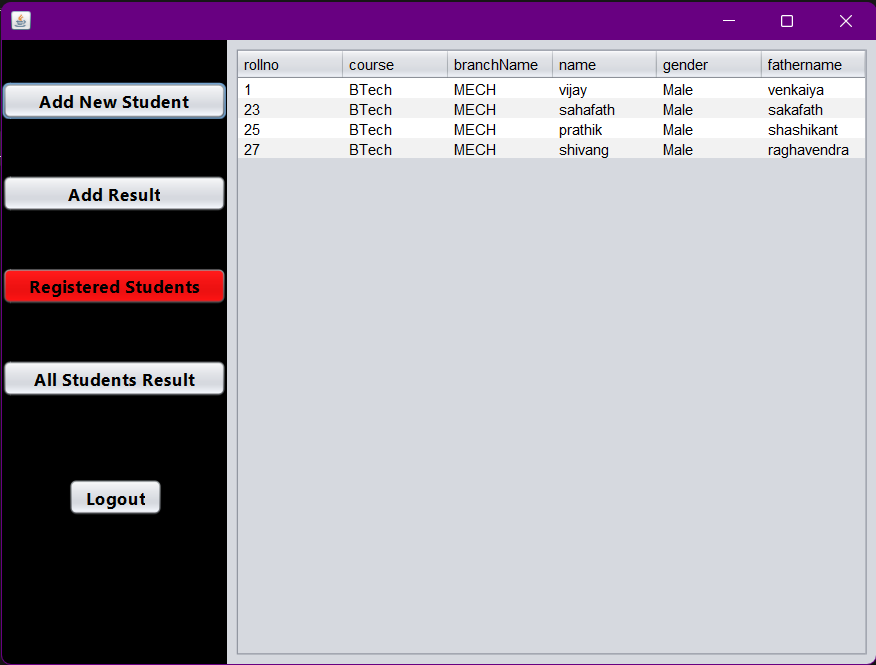 Add New Student
Add Result
Registered Students
All Students Result
Logout
rollno course branchName name gender fathername
1 BTech MECH vijay Male venkaiya
23 BTech MECH sahafath Male sakafath
25 BTech MECH prathik Male shashikant
27 BTech MECH shivang Male raghavendra